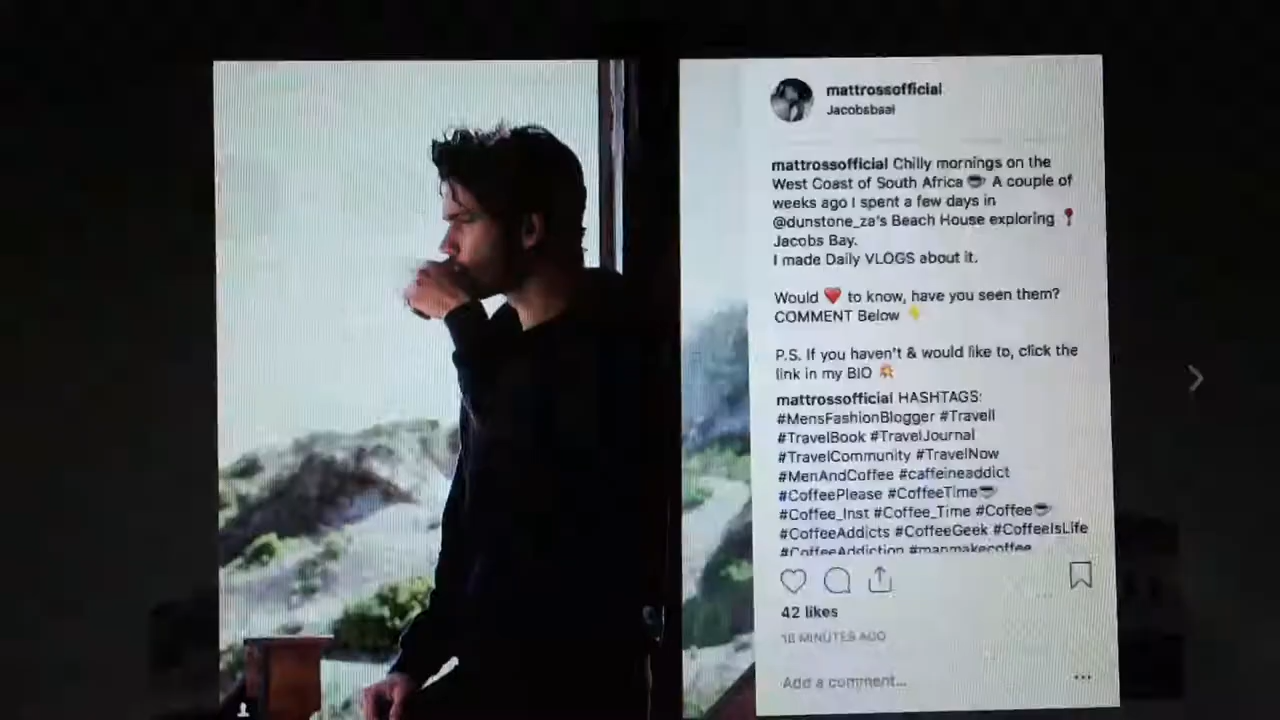 mattrossofficial
Jacobsbaai
mattrossofficial Chilly mornings on the
West Coast of South Africa ☕ A couple of
weeks ago I spent a few days in
@dunstone_za's Beach House exploring 📍
Jacobs Bay.
I made Daily VLOGS about it.
Would ❤️ to know, have you seen them?
COMMENT Below 👇
P.S. If you haven't & would like to, click the
link in my BIO 💥
mattrossofficial HASHTAGS:
#MensFashionBlogger #Travell
#TravelBook #TravelJournal
#TravelCommunity #TravelNow
#MenAndCoffee #caffeineaddict
#CoffeePlease #CoffeeTime☕
#Coffee_Inst #Coffee_Time #Coffee☕
#CoffeeAddicts #CoffeeGeek #CoffeeIsLife
#CoffeeAddiction #manmakecoffee
42 likes
18 MINUTES AGO
Add a comment...